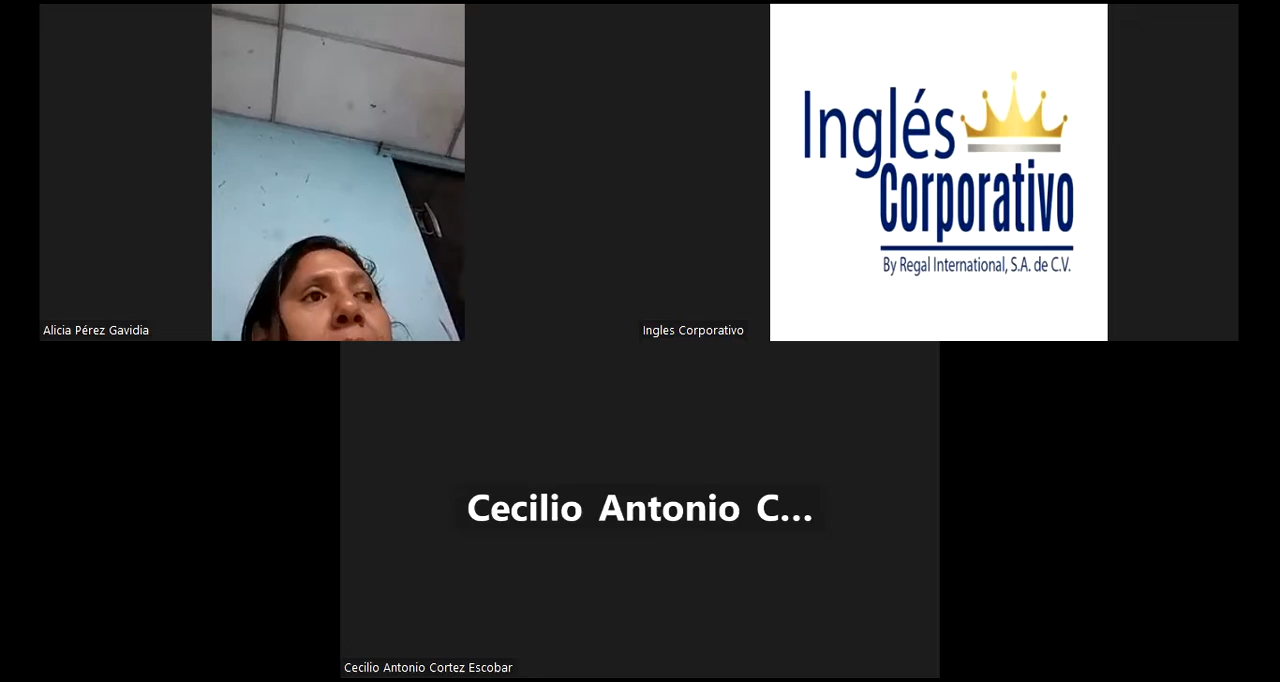 Inglés
Corporativo
By Regal International, S.A. de C.V.
Alicia Pérez Gavidia
Ingles Corporativo
Cecilio Antonio C...
Cecilio Antonio Cortez Escobar